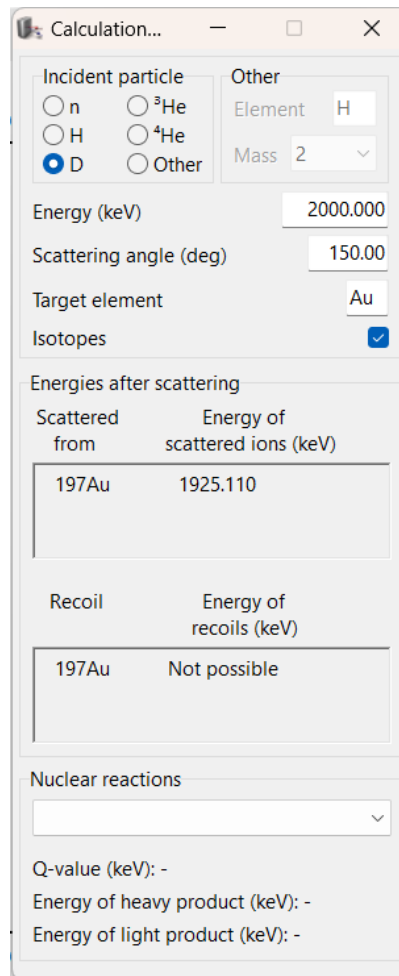 Calculation...
Incident particle
n
³He
H
⁴He
D
Other
Other
Element H
Mass 2
Energy (keV) 2000.000
Scattering angle (deg) 150.00
Target element Au
Isotopes
Energies after scattering
Scattered Energy of
from scattered ions (keV)
197Au 1925.110
Recoil Energy of
recoils (keV)
197Au Not possible
Nuclear reactions
Q-value (keV): -
Energy of heavy product (keV): -
Energy of light product (keV): -